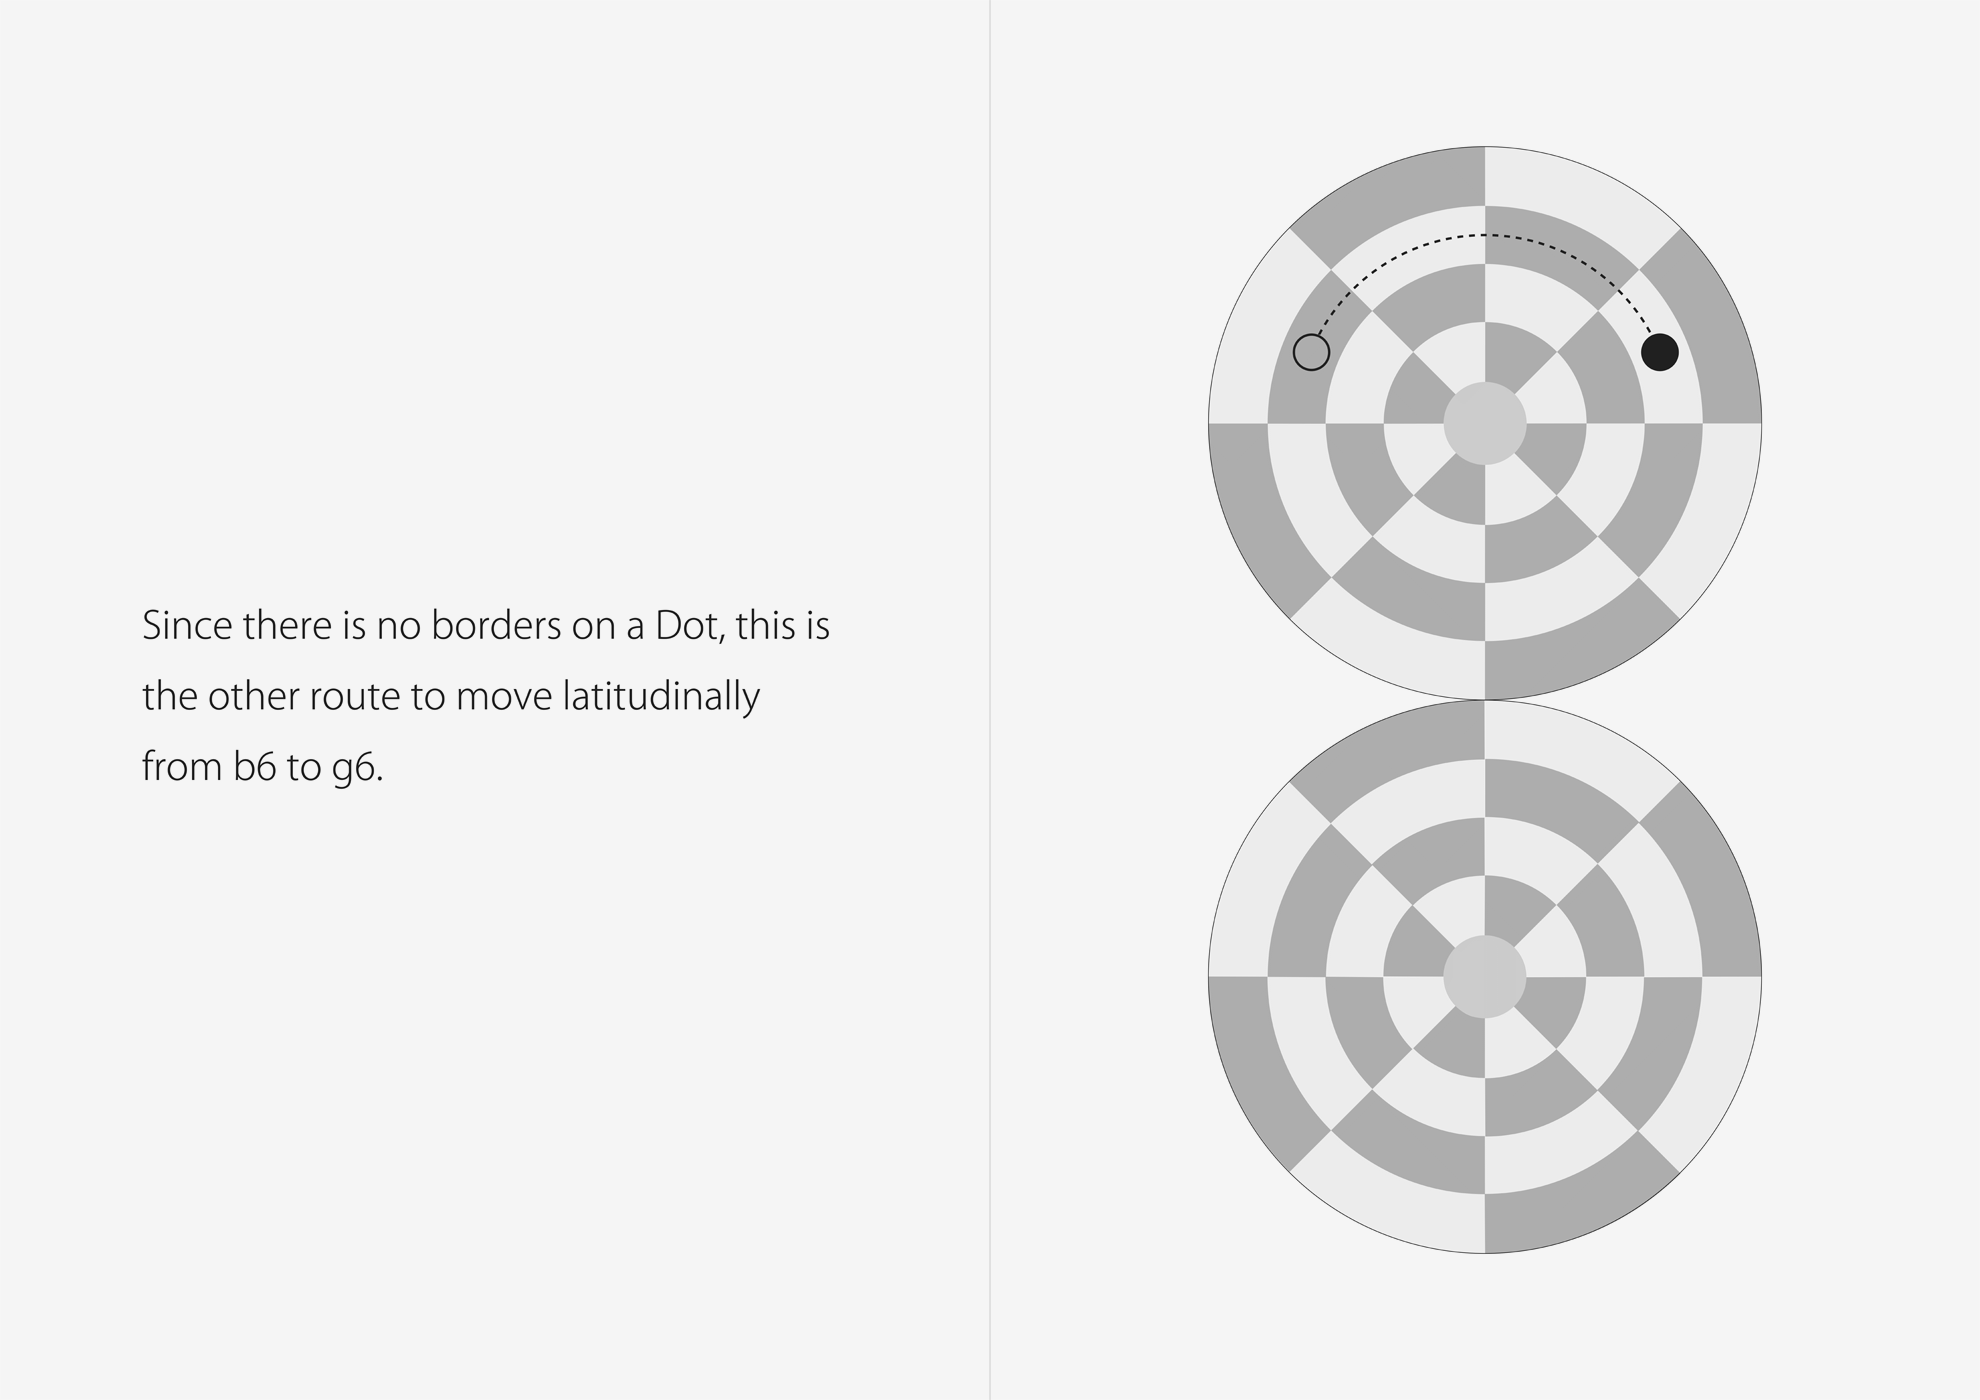 Since there is no borders on a Dot, this is
the other route to move latitudinally
from b6 to g6.